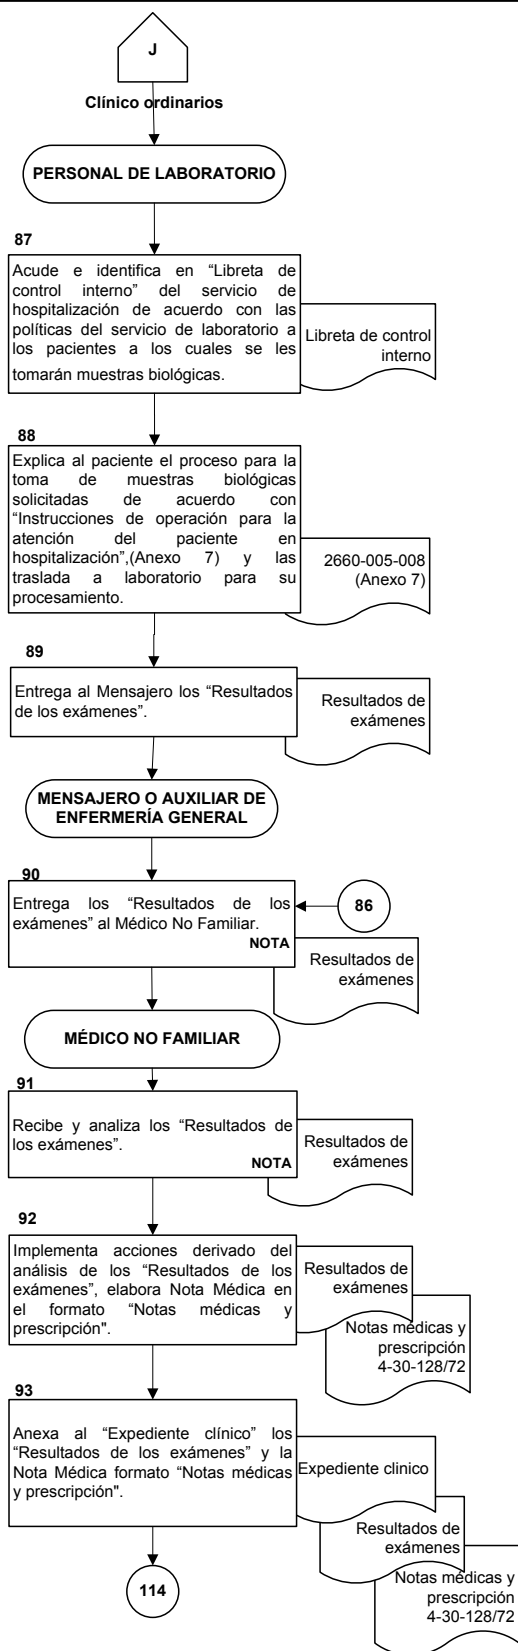 J
Clínico ordinarios
PERSONAL DE LABORATORIO
87
Acude e identifica en “Libreta de
control interno” del servicio de
hospitalización de acuerdo con las
políticas del servicio de laboratorio a
los pacientes a los cuales se les
tomarán muestras biológicas.
Libreta de control
interno
88
Explica al paciente el proceso para la
toma de muestras biológicas
solicitadas de acuerdo con
“Instrucciones de operación para la
atención del paciente en
hospitalización”,(Anexo 7) y las
traslada a laboratorio para su
procesamiento.
2660-005-008
(Anexo 7)
89
Entrega al Mensajero los “Resultados
de los exámenes”.
Resultados de
exámenes
MENSAJERO O AUXILIAR DE
ENFERMERÍA GENERAL
90
Entrega los “Resultados de los
exámenes” al Médico No Familiar.
NOTA
86
Resultados de
exámenes
MÉDICO NO FAMILIAR
91
Recibe y analiza los “Resultados de
los exámenes”.
NOTA
Resultados de
exámenes
92
Implementa acciones derivado del
análisis de los “Resultados de los
exámenes”, elabora Nota Médica en
el formato “Notas médicas y
prescripción".
Resultados de
exámenes
Notas médicas y
prescripción
4-30-128/72
93
Anexa al “Expediente clínico” los
“Resultados de los exámenes” y la
Nota Médica formato “Notas médicas
y prescripción".
Expediente clinico
Resultados de
exámenes
Notas médicas y
prescripción
4-30-128/72
114